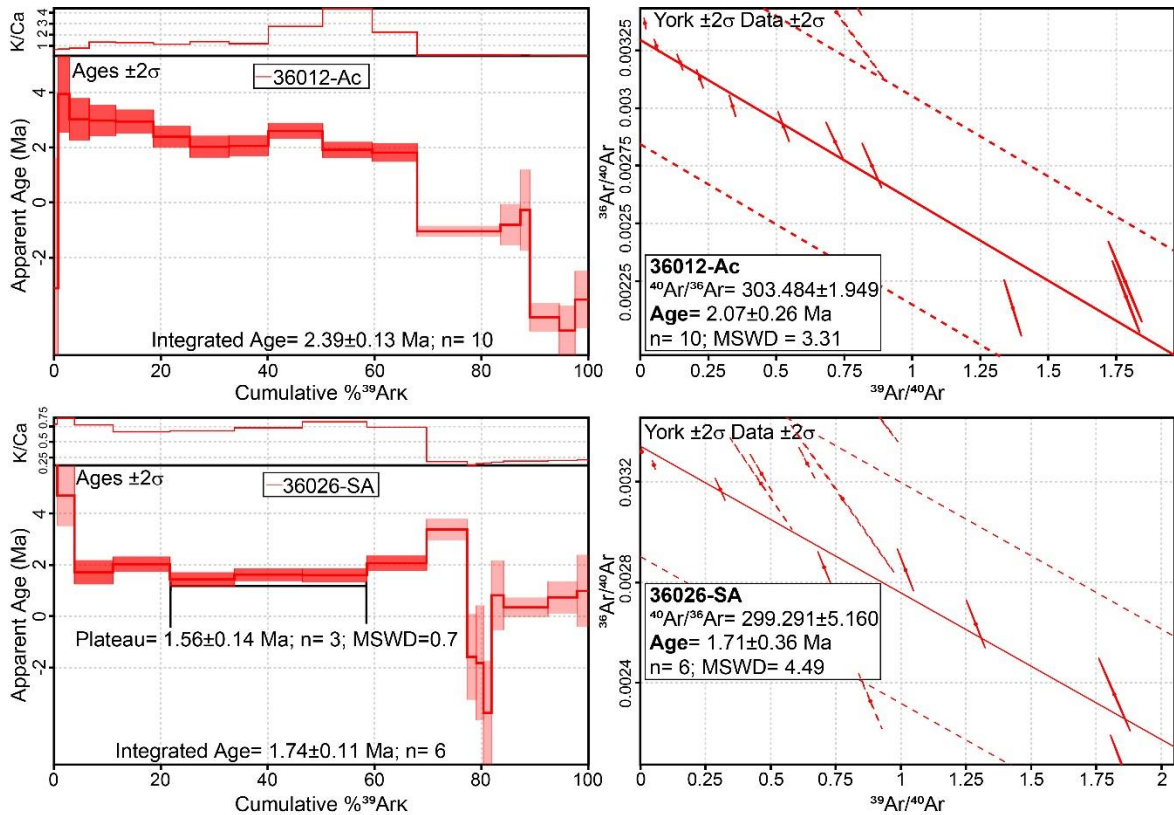 K/Ca
1 2 3 4
Ages ±2σ
36012-Ac
Apparent Age (Ma)
4
2
0
-2
Integrated Age= 2.39±0.13 Ma; n= 10
0 20 40 60 80 100
Cumulative %³⁹Arᴋ
York ±2σ Data ±2σ
³⁶Ar/⁴⁰Ar
0.00325
0.003
0.00275
0.0025
0.00225
36012-Ac
⁴⁰Ar/³⁶Ar= 303.484±1.949
Age= 2.07±0.26 Ma
n= 10; MSWD = 3.31
0 0.25 0.5 0.75 1 1.25 1.5 1.75
³⁹Ar/⁴⁰Ar
K/Ca
0.25 0.5 0.75
Ages ±2σ
36026-SA
Apparent Age (Ma)
4
2
0
-2
Plateau= 1.56±0.14 Ma; n= 3; MSWD=0.7
Integrated Age= 1.74±0.11 Ma; n= 6
0 20 40 60 80 100
Cumulative %³⁹Arᴋ
York ±2σ Data ±2σ
³⁶Ar/⁴⁰Ar
0.0032
0.0028
0.0024
36026-SA
⁴⁰Ar/³⁶Ar= 299.291±5.160
Age= 1.71±0.36 Ma
n= 6; MSWD= 4.49
0 0.25 0.5 0.75 1 1.25 1.5 1.75 2
³⁹Ar/⁴⁰Ar